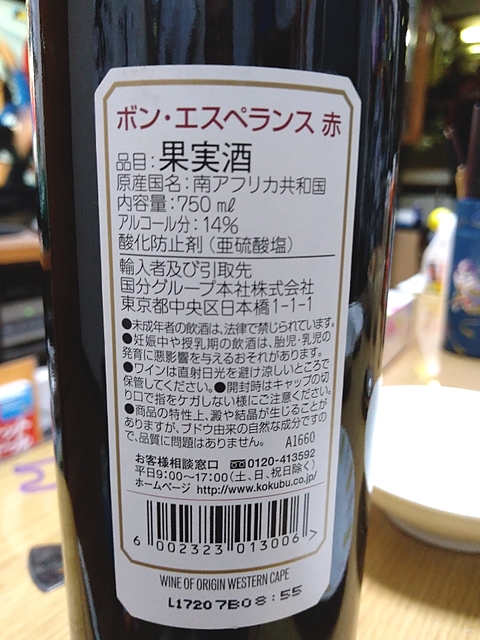 ボン・エスペランス 赤
品目：果実酒
原産国名：南アフリカ共和国
内容量：750 ㎖
アルコール分：14%
酸化防止剤（亜硫酸塩）
輸入者及び引取先
国分グループ本社株式会社
東京都中央区日本橋1-1-1
●未成年者の飲酒は、法律で禁じられています。
●妊娠中や授乳期の飲酒は、胎児・乳児の
発育に悪影響を与えるおそれがあります。
●ワインは直射日光を避け涼しいところで
保管してください。●開封時はキャップの切
り口で指をケガしない様にご注意ください。
●商品の特性上、澱や結晶が生じることが
ありますが、ブドウ由来の自然な成分ですの
で、品質に問題はありません。 A1660
お客様相談窓口 0120-413592
平日9:00～17:00（土、日、祝日除く）
ホームページ http://www.kokubu.co.jp/
6 002323 013006 >
WINE OF ORIGIN WESTERN CAPE
L17207B08:55